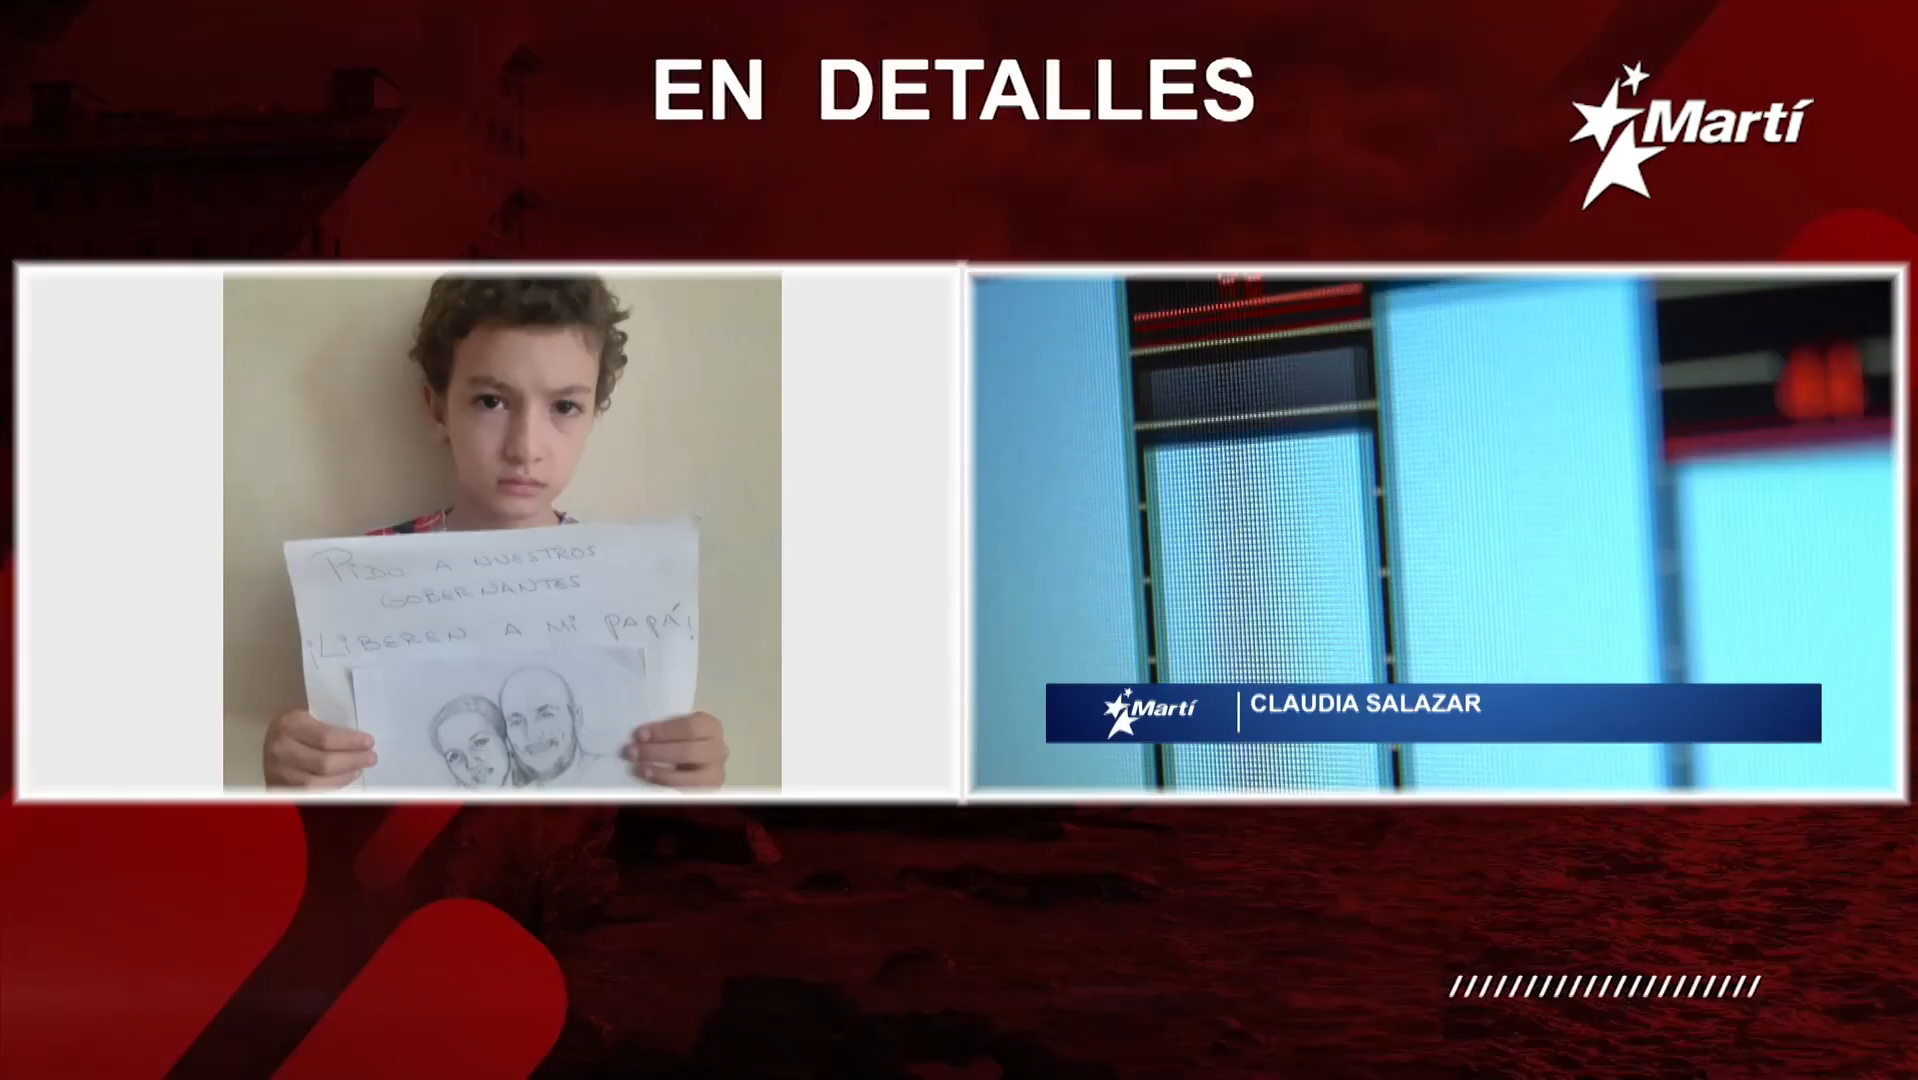 EN DETALLES
Martí
PIDO A NUESTROS
GOBERNANTES
¡LIBEREN A MI PAPÁ!
Martí
CLAUDIA SALAZAR